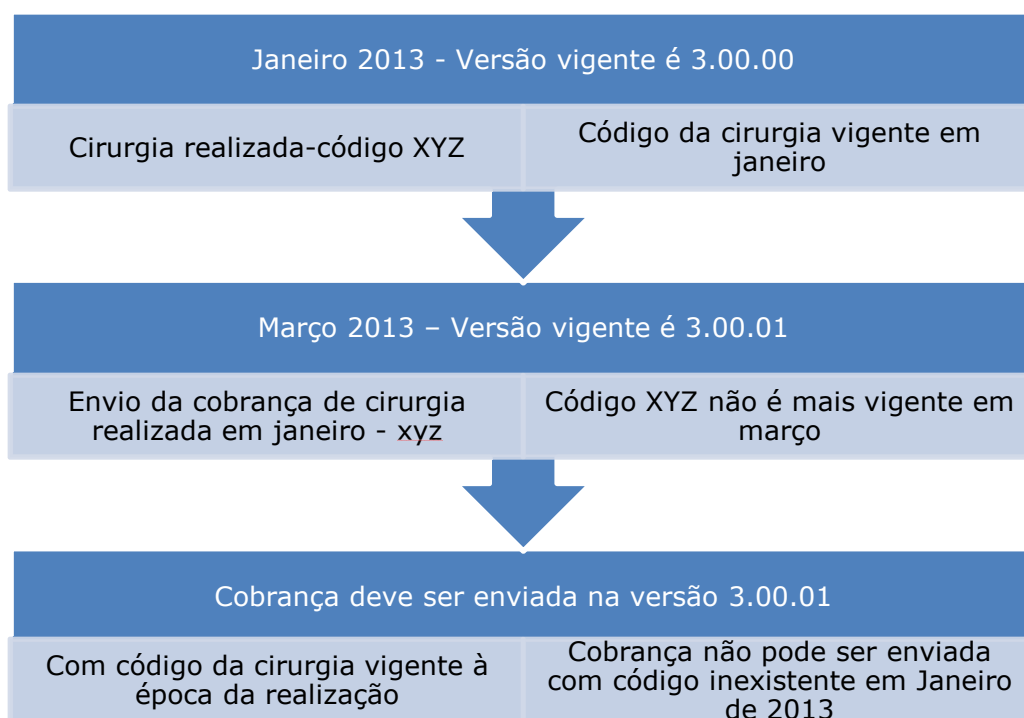 Janeiro 2013 - Versão vigente é 3.00.00
Cirurgia realizada-código XYZ
Código da cirurgia vigente em
janeiro
Março 2013 – Versão vigente é 3.00.01
Envio da cobrança de cirurgia
realizada em janeiro - xyz
Código XYZ não é mais vigente em
março
Cobrança deve ser enviada na versão 3.00.01
Com código da cirurgia vigente à
época da realização
Cobrança não pode ser enviada
com código inexistente em Janeiro
de 2013